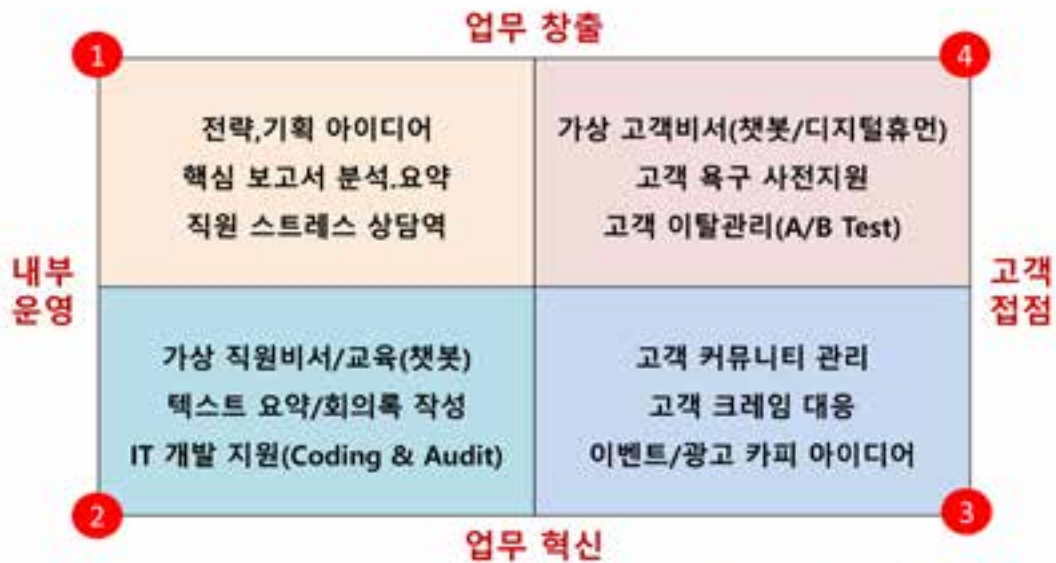 업무 창출
1
4
전략,기획 아이디어
핵심 보고서 분석.요약
직원 스트레스 상담역
가상 고객비서(챗봇/디지털휴먼)
고객 욕구 사전지원
고객 이탈관리(A/B Test)
내부
운영
고객
접점
가상 직원비서/교육(챗봇)
텍스트 요약/회의록 작성
IT 개발 지원(Coding & Audit)
고객 커뮤니티 관리
고객 크레임 대응
이벤트/광고 카피 아이디어
2
3
업무 혁신